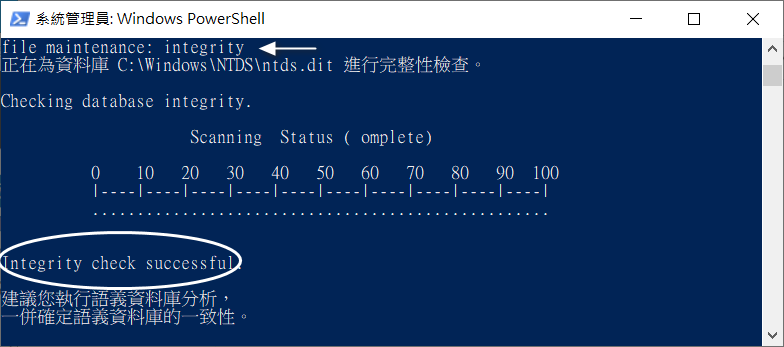 系統管理員: Windows PowerShell
file maintenance: integrity
正在為資料庫 C:\Windows\NTDS\ntds.dit 進行完整性檢查。
Checking database integrity.
Scanning  Status ( omplete)
0    10   20   30   40   50   60   70   80   90  100
|----|----|----|----|----|----|----|----|----|----|
...................................................
Integrity check successful.
建議您執行語義資料庫分析，
一併確定語義資料庫的一致性。